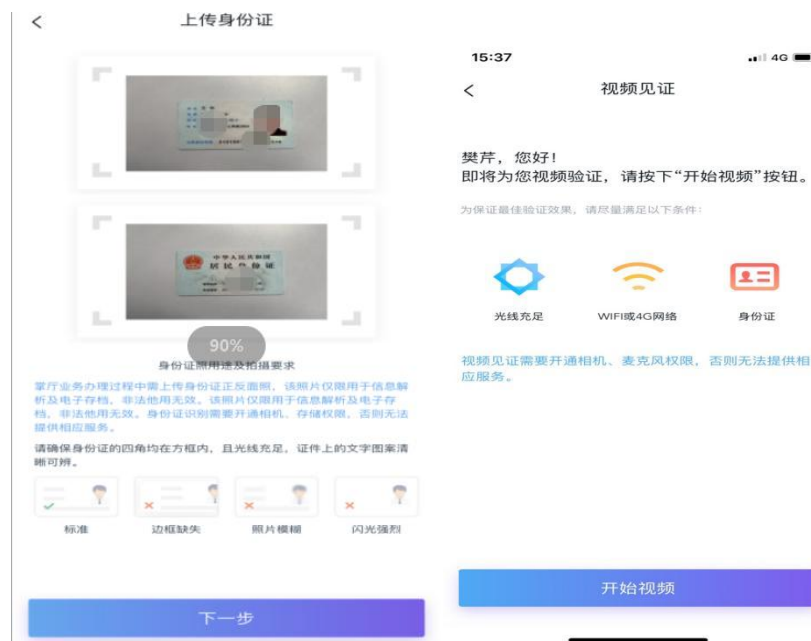 上传身份证
中华人民共和国
居民身份证
90%
身份证照用途及拍摄要求
掌厅业务办理过程中需上传身份证正反面照，该照片仅限用于信息解
析及电子存档，非法他用无效。该照片仅限用于信息解析及电子存
档，非法他用无效。身份证识别需要开通相机、存储权限，否则无法
提供相应服务。
请确保身份证的四角均在方框内，且光线充足，证件上的文字图案清
晰可辨。
标准
边框缺失
照片模糊
闪光强烈
下一步
15:37
4G
视频见证
樊芹，您好！
即将为您视频验证，请按下“开始视频”按钮。
为保证最佳验证效果，请尽量满足以下条件：
光线充足
WIFI或4G网络
身份证
视频见证需要开通相机、麦克风权限，否则无法提供相
应服务。
开始视频